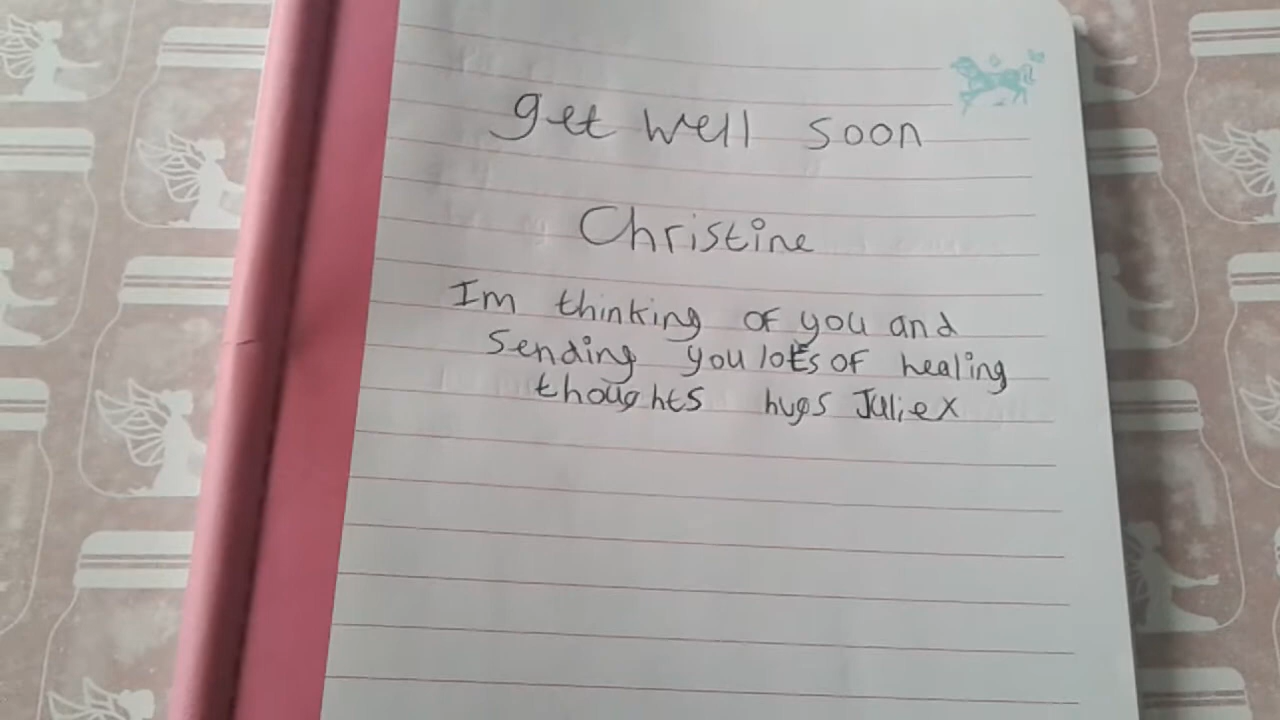 get well soon
Christine
Im thinking of you and
sending you lots of healing
thoughts hugs Julie x